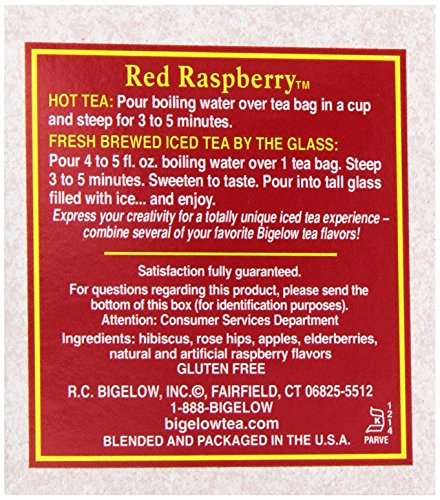 Red Raspberry™
HOT TEA: Pour boiling water over tea bag in a cup
and steep for 3 to 5 minutes.
FRESH BREWED ICED TEA BY THE GLASS:
Pour 4 to 5 fl. oz. boiling water over 1 tea bag. Steep
3 to 5 minutes. Sweeten to taste. Pour into tall glass
filled with ice... and enjoy.
Express your creativity for a totally unique iced tea experience –
combine several of your favorite Bigelow tea flavors!
Satisfaction fully guaranteed.
For questions regarding this product, please send the
bottom of this box (for identification purposes).
Attention: Consumer Services Department
Ingredients: hibiscus, rose hips, apples, elderberries,
natural and artificial raspberry flavors
GLUTEN FREE
R.C. BIGELOW, INC.©, FAIRFIELD, CT 06825-5512
1-888-BIGELOW
bigelowtea.com
BLENDED AND PACKAGED IN THE U.S.A.
K
PARVE
1214